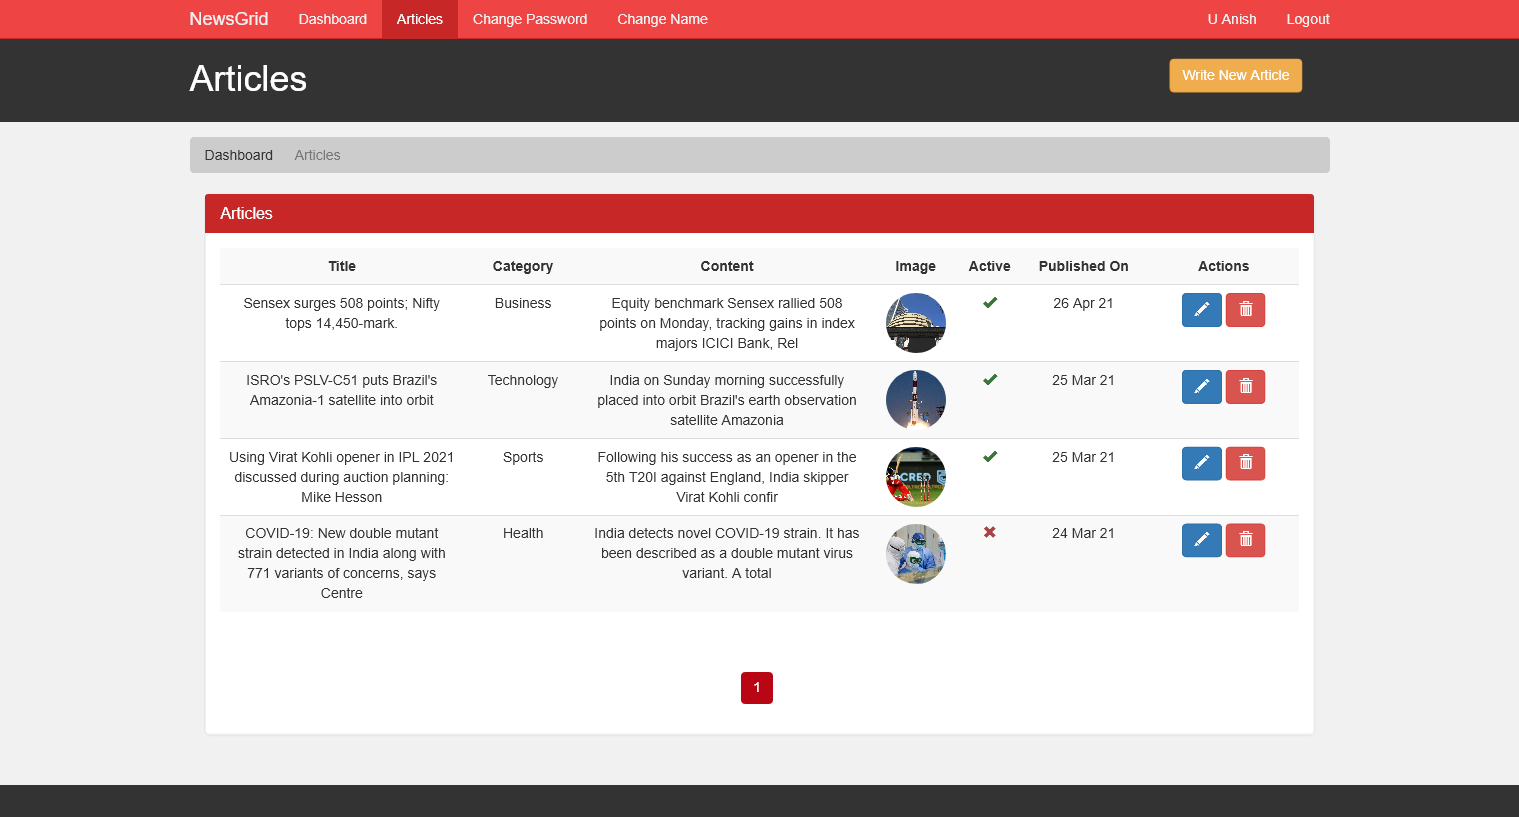 NewsGrid Dashboard Articles Change Password Change Name U Anish Logout
Articles
Write New Article
Dashboard Articles
Articles
Title Category Content Image Active Published On Actions
Sensex surges 508 points; Nifty
tops 14,450-mark.
Business
Equity benchmark Sensex rallied 508
points on Monday, tracking gains in index
majors ICICI Bank, Rel
26 Apr 21
ISRO's PSLV-C51 puts Brazil's
Amazonia-1 satellite into orbit
Technology
India on Sunday morning successfully
placed into orbit Brazil's earth observation
satellite Amazonia
25 Mar 21
Using Virat Kohli opener in IPL 2021
discussed during auction planning:
Mike Hesson
Sports
Following his success as an opener in the
5th T20I against England, India skipper
Virat Kohli confir
CRED
25 Mar 21
COVID-19: New double mutant
strain detected in India along with
771 variants of concerns, says
Centre
Health
India detects novel COVID-19 strain. It has
been described as a double mutant virus
variant. A total
24 Mar 21
1